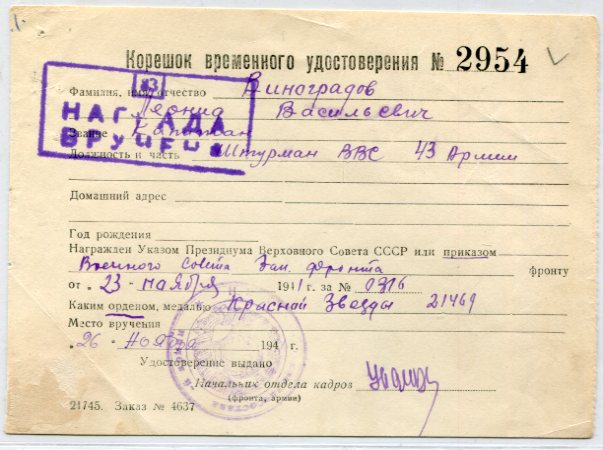 Корешок временного удостоверения № 2954
Фамилия, имя, отчество Виноградов
Леонид Васильевич
Звание Капитан
Должность и часть Штурман ВВС 43 Армии
В
НАГРАДА
ВРУЧЕНА
Домашний адрес
Год рождения
Награжден Указом Президиума Верховного Совета СССР или приказом
Военного Совета Зап. фронта фронту
от „23 ноября 1941 г. за № 0316
Каким орденом, медалью Красной Звезды 21469
Место вручения
„26 ноября 194 г.
Удостоверение выдано
Начальник отдела кадров
(фронта, армии)
21745. Заказ № 4637